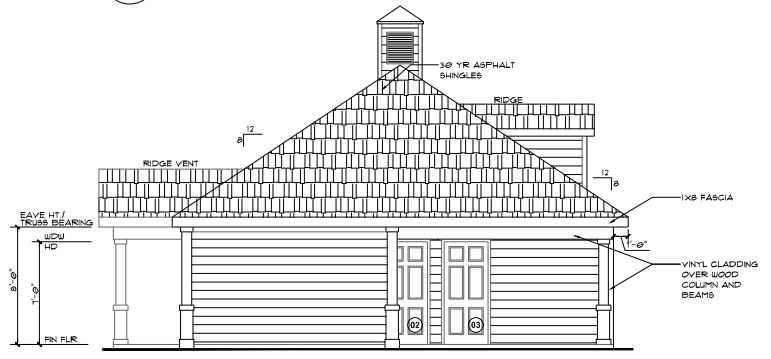 30 YR ASPHALT
SHINGLES
RIDGE
12
8
RIDGE VENT
12
8
1X8 FASCIA
EAVE HT./
TRUSS BEARING
WDW
HD
1'-0"
8'-0"
7'-0"
VINYL CLADDING
OVER WOOD
COLUMN AND
BEAMS
02
03
FIN FLR.